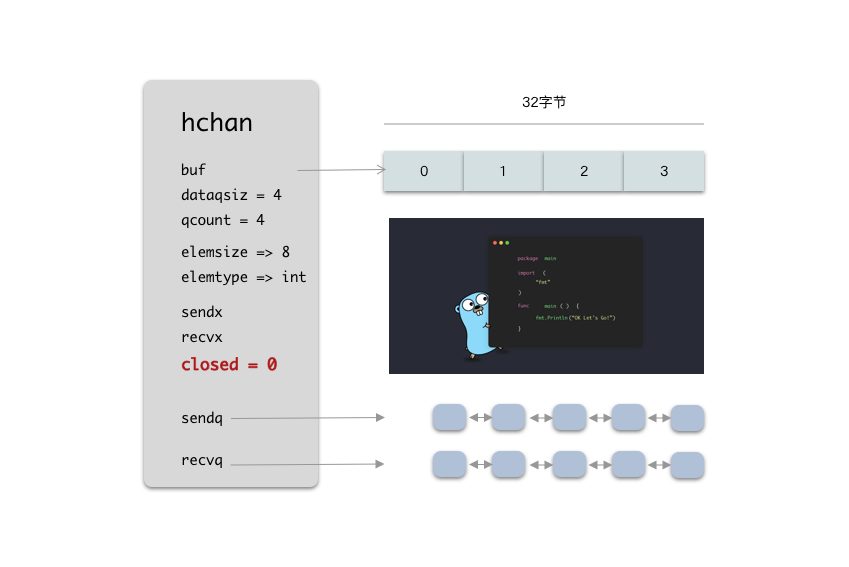 hchan
buf
dataqsiz = 4
qcount = 4
elemsize => 8
elemtype => int
sendx
recvx
closed = 0
sendq
recvq
32字节
0 1 2 3
package main
import (
"fmt"
)
func main ( ) {
fmt.Println("OK Let's Go!")
}